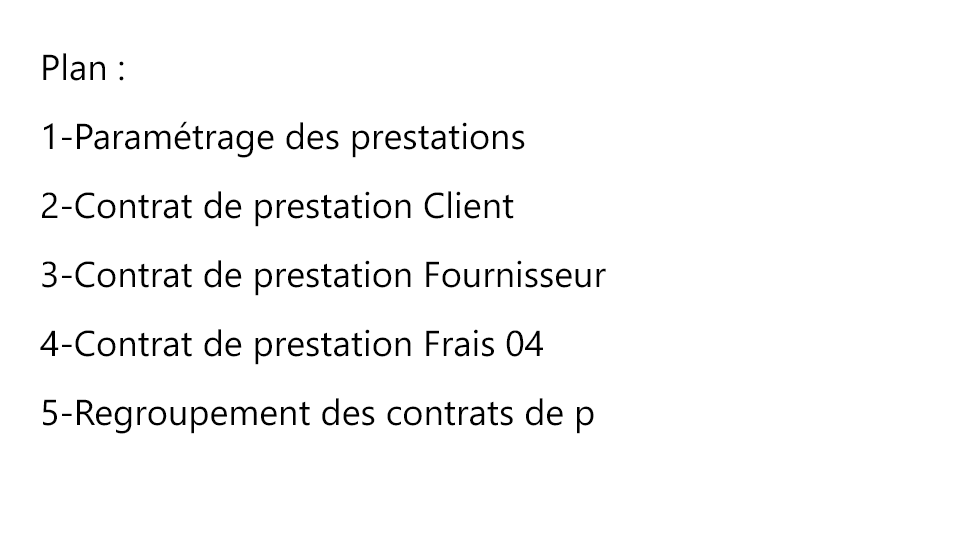 Plan :
1-Paramétrage des prestations
2-Contrat de prestation Client
3-Contrat de prestation Fournisseur
4-Contrat de prestation Frais 04
5-Regroupement des contrats de p